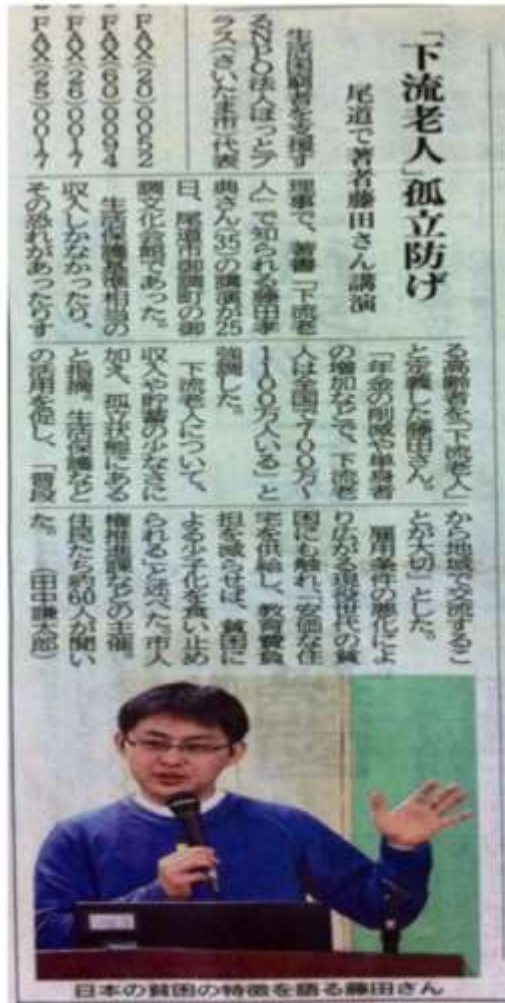 「下流老人」孤立防げ
尾道で著者藤田さん講演
生活困窮者を支援す
るNPO法人ほっとプ
ラス(さいたま市)代表
理事で、著書「下流老
人」で知られる藤田孝
典さん(35)の講演が25
日、尾道市御調町の御
調文化会館であった。
生活保護基準相当の
収入しかなかったり、
その恐れがあったりす
る高齢者を「下流老人」
と定義した藤田さん。
「年金の削減や単身者
の増加などで、下流老
人は全国で700万～
1100万人いる」と
強調した。
下流老人について、
収入や貯蓄の少なさに
加え、孤立状態にある
と指摘。生活保護など
の活用を促し、「普段
から地域で交流するこ
とが大切」とした。
雇用条件の悪化によ
り広がる現役世代の貧
困にも触れ、「安価な住
宅を供給し、教育費負
担を減らせば、貧困に
よる少子化を食い止め
られる」と述べた。市人
権推進課などの主催。
住民たち約60人が聞い
た。 (田中謙太郎)
FAX(20)0052
FAX(60)0094
FAX(26)0017
FAX(25)0017
日本の貧困の特徴を語る藤田さん